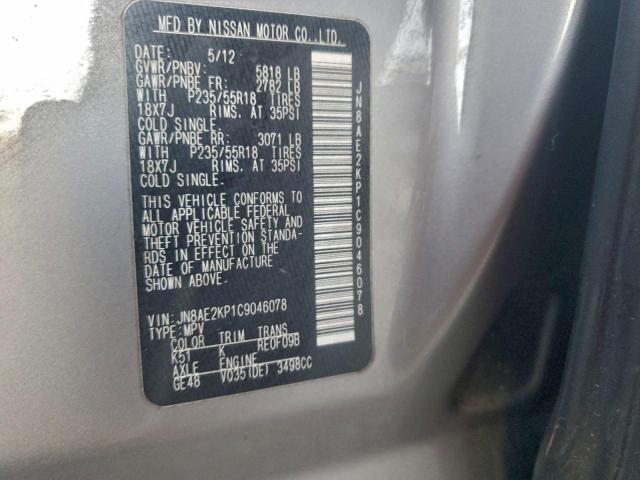 MFD BY NISSAN MOTOR CO.,LTD.
DATE: 5/12
GVWR/PNBV: 5818 LB
GAWR/PNBE FR: 2782 LB
WITH P235/55R18 TIRES
18X7J RIMS. AT 35PSI
COLD SINGLE.
GAWR/PNBE RR: 3071 LB
WITH P235/55R18 TIRES
18X7J RIMS. AT 35PSI
COLD SINGLE.
THIS VEHICLE CONFORMS TO
ALL APPLICABLE FEDERAL
MOTOR VEHICLE SAFETY AND
THEFT PREVENTION STANDA-
RDS IN EFFECT ON THE
DATE OF MANUFACTURE
SHOWN ABOVE.
VIN: JN8AE2KP1C9046078
TYPE: MPV
COLOR TRIM TRANS
K51 K RE0F09B
AXLE ENGINE
GE48 VQ35(DE) 3498CC
JN8AE2KP1C9046078